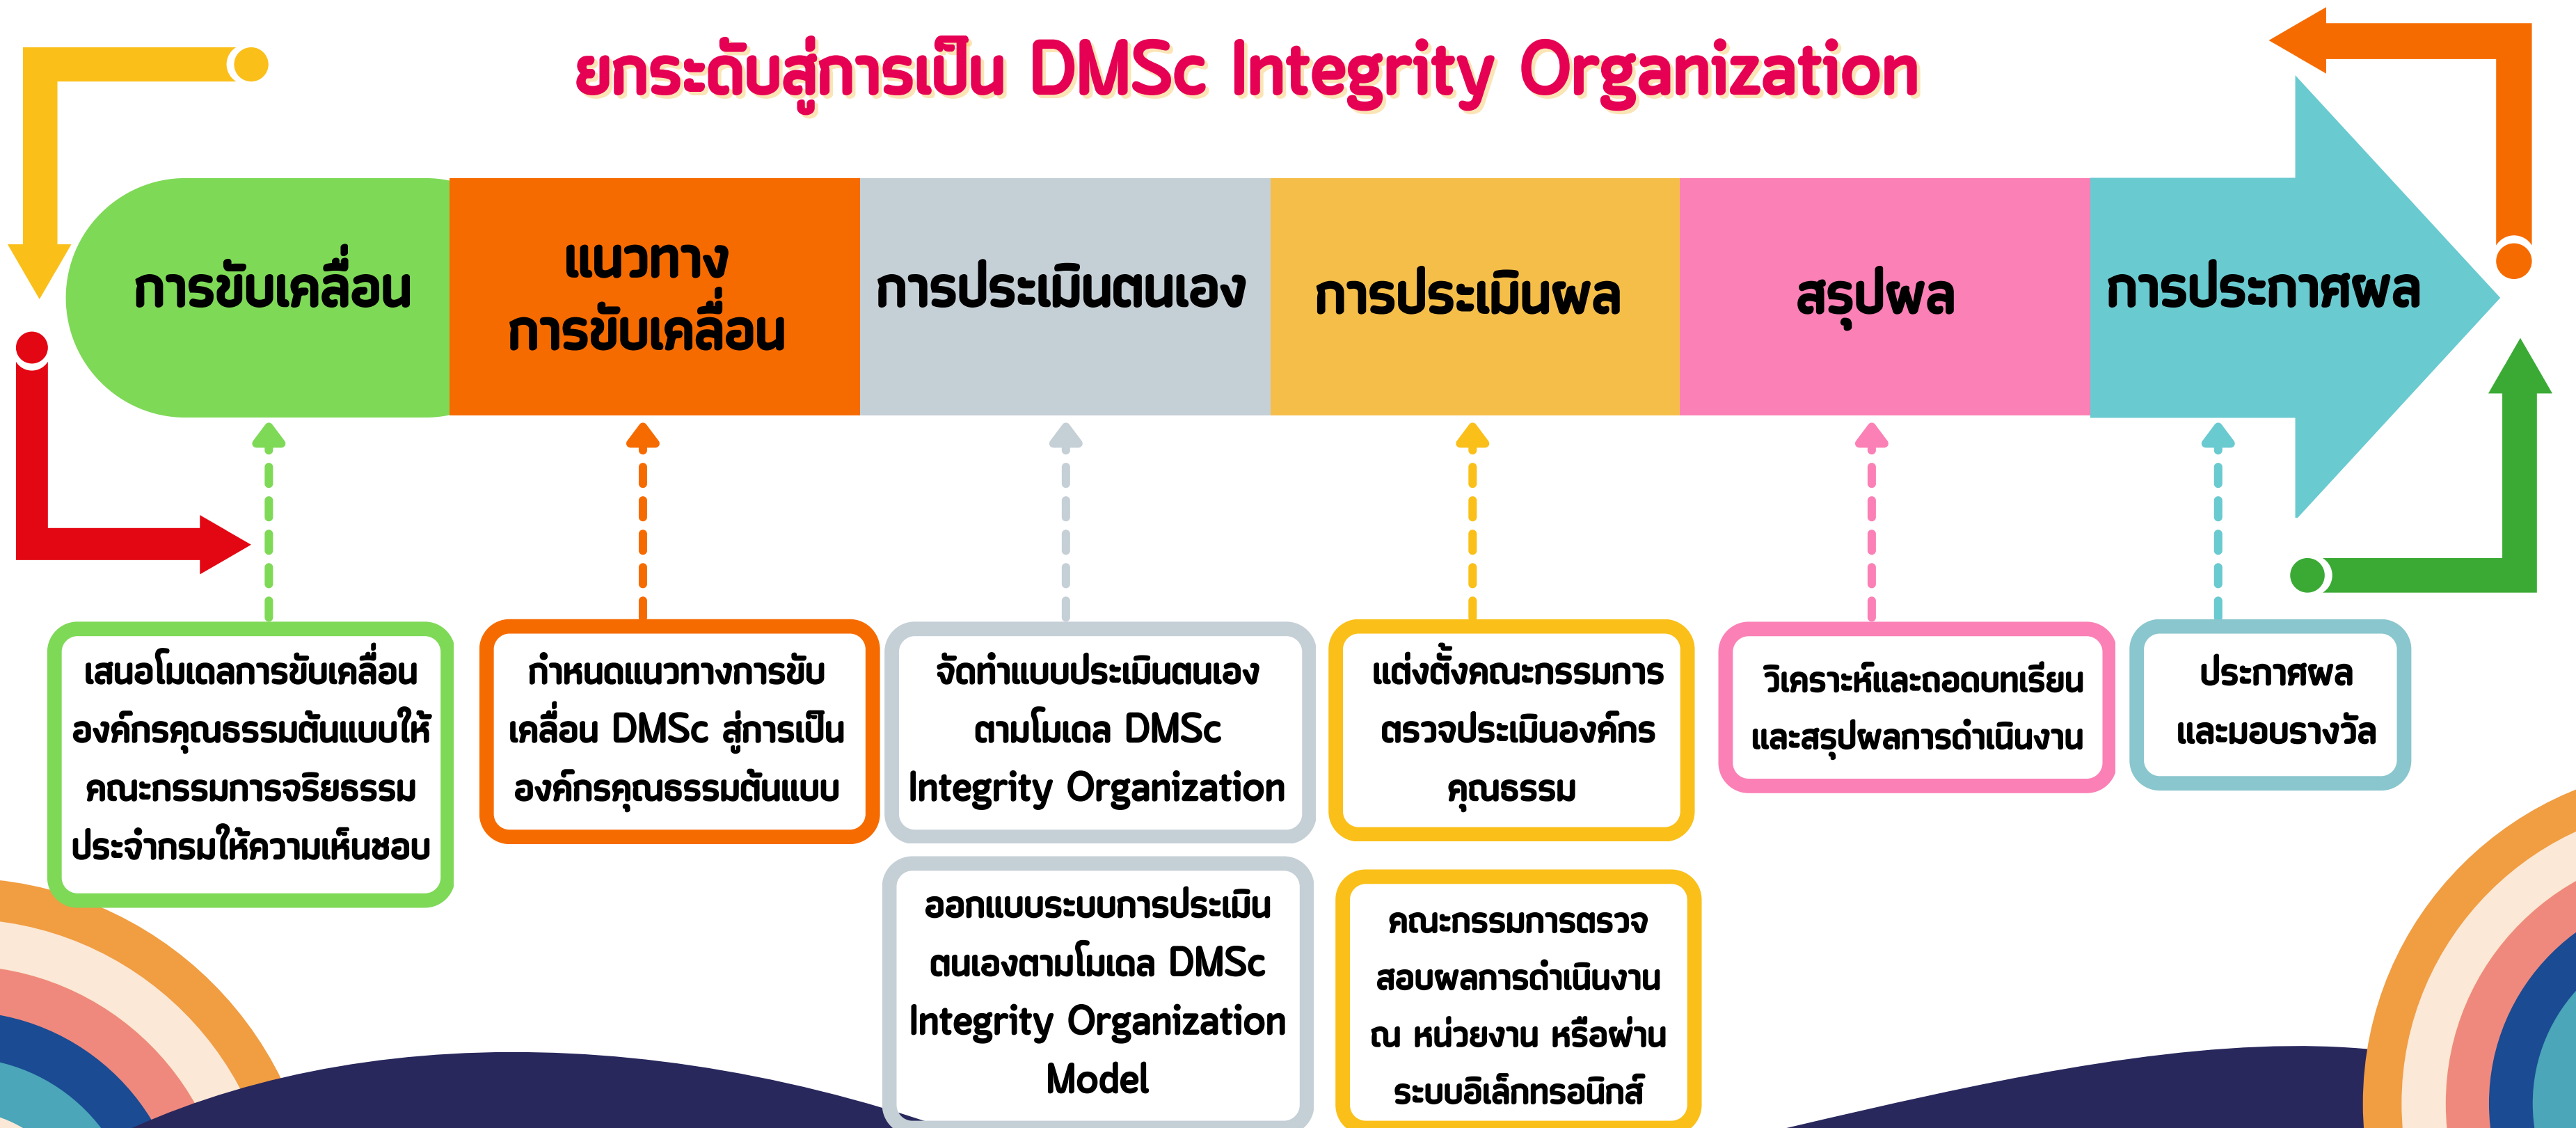 ยกระดับสู่การเป็น DMSc Integrity Organization
การขับเคลื่อน
แนวทาง
การขับเคลื่อน
การประเมินตนเอง
การประเมินผล
สรุปผล
การประกาศผล
เสนอโมเดลการขับเคลื่อน
องค์กรคุณธรรมต้นแบบให้
คณะกรรมการจริยธรรม
ประจำกรมให้ความเห็นชอบ
กำหนดแนวทางการขับ
เคลื่อน DMSc สู่การเป็น
องค์กรคุณธรรมต้นแบบ
จัดทำแบบประเมินตนเอง
ตามโมเดล DMSc
Integrity Organization
ออกแบบระบบการประเมิน
ตนเองตามโมเดล DMSc
Integrity Organization
Model
แต่งตั้งคณะกรรมการ
ตรวจประเมินองค์กร
คุณธรรม
คณะกรรมการตรวจ
สอบผลการดำเนินงาน
ณ หน่วยงาน หรือผ่าน
ระบบอิเล็กทรอนิกส์
วิเคราะห์และถอดบทเรียน
และสรุปผลการดำเนินงาน
ประกาศผล
และมอบรางวัล